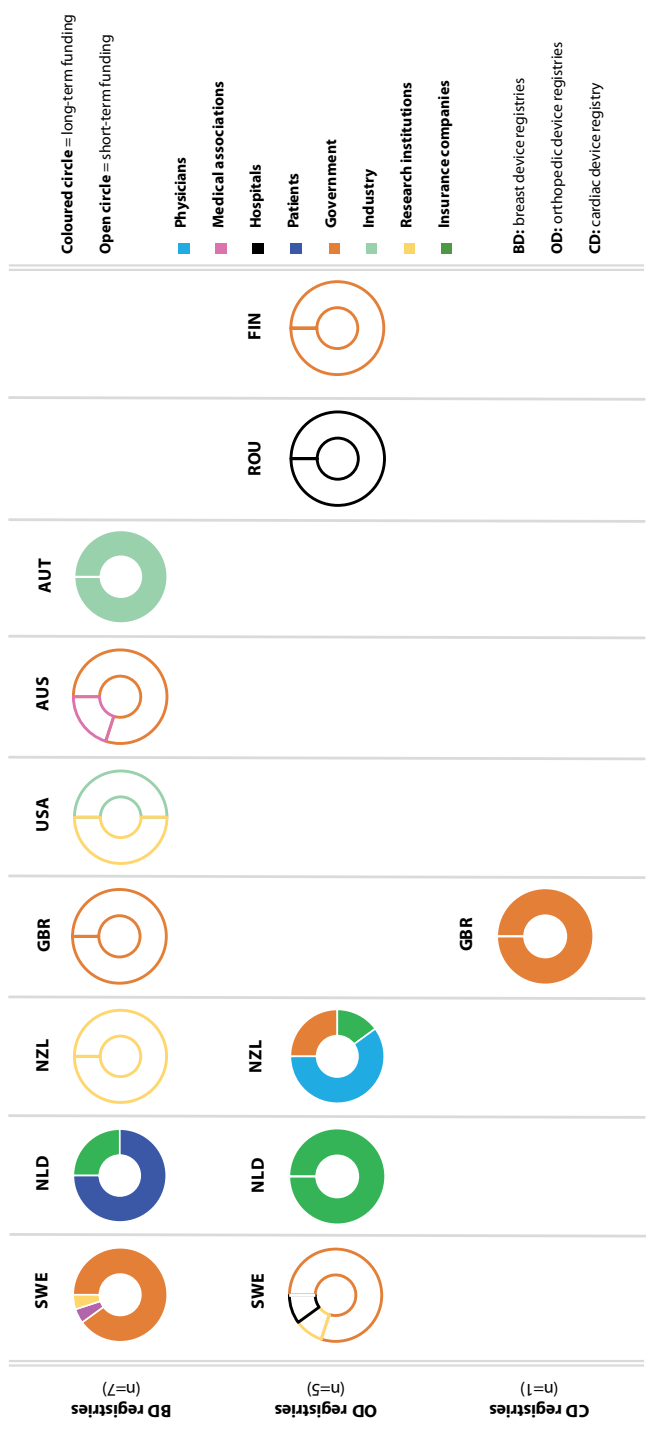 BD registries
(n=7)
SWE
NLD
NZL
GBR
USA
AUS
AUT
OD registries
(n=5)
SWE
NLD
NZL
ROU
FIN
CD registries
(n=1)
GBR
Coloured circle = long-term funding
Open circle = short-term funding
Physicians
Medical associations
Hospitals
Patients
Government
Industry
Research institutions
Insurance companies
BD: breast device registries
OD: orthopedic device registries
CD: cardiac device registry